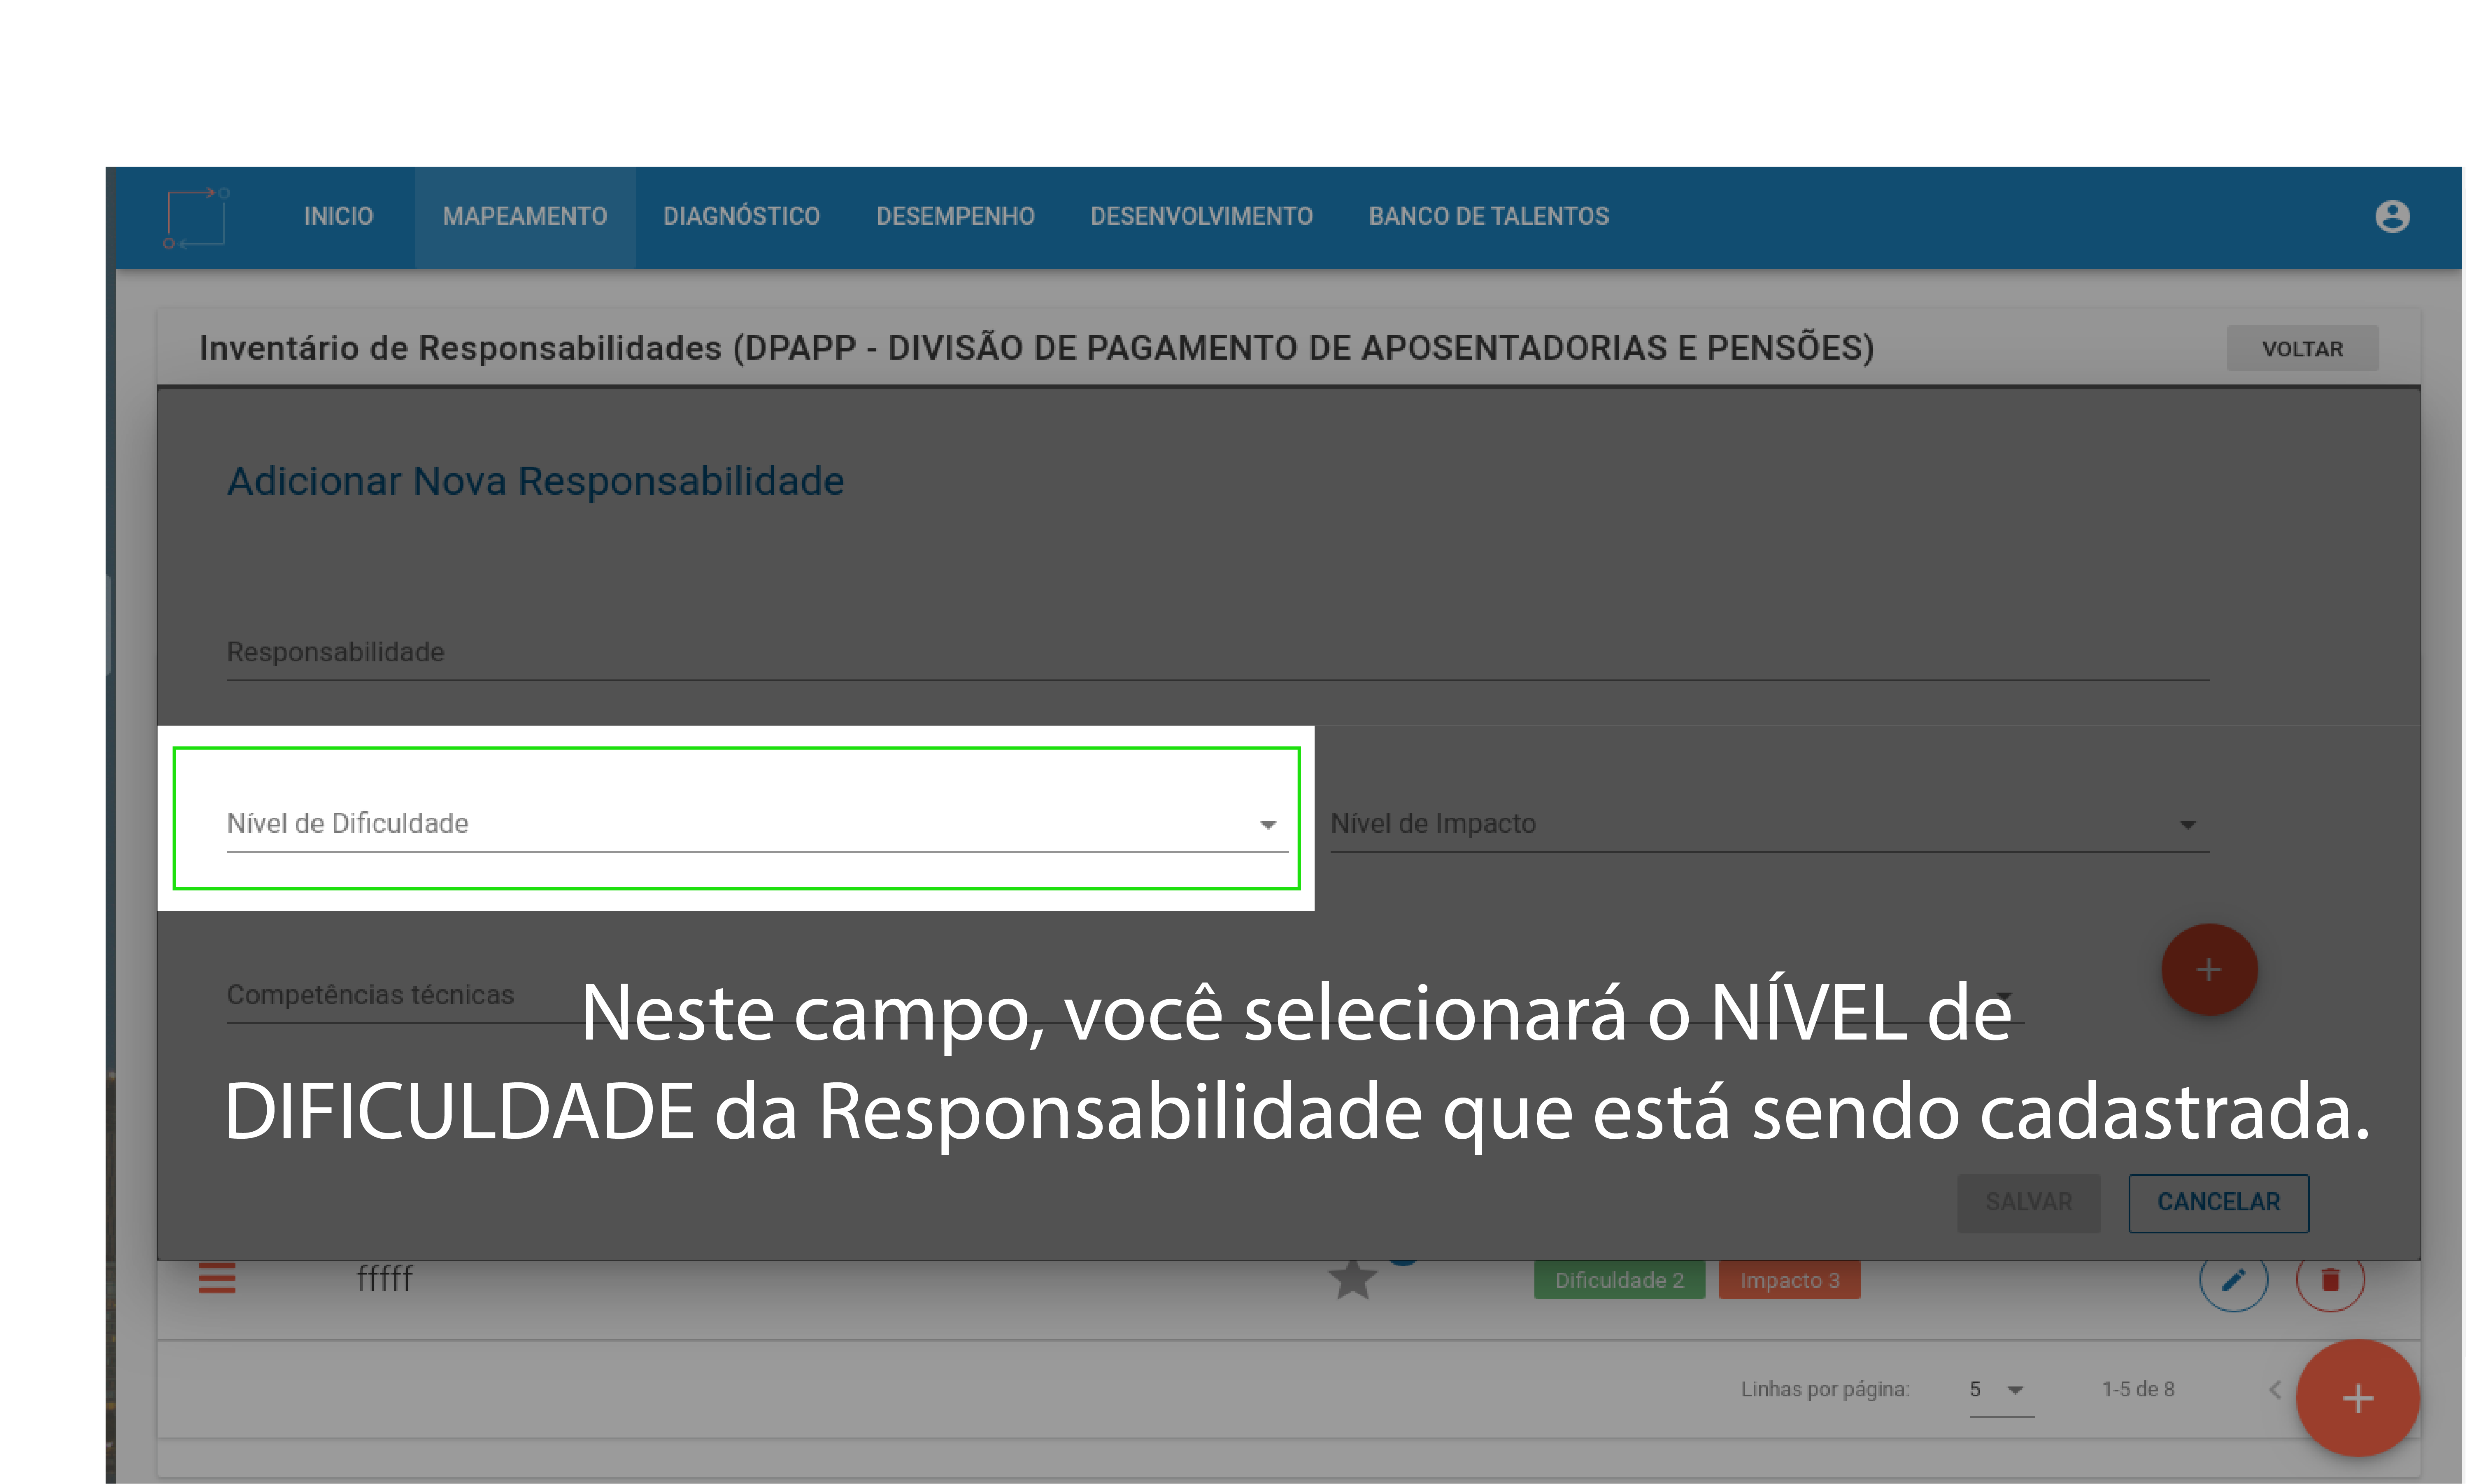 INICIO MAPEAMENTO DIAGNÓSTICO DESEMPENHO DESENVOLVIMENTO BANCO DE TALENTOS
Inventário de Responsabilidades (DPAPP - DIVISÃO DE PAGAMENTO DE APOSENTADORIAS E PENSÕES) VOLTAR
Adicionar Nova Responsabilidade
Responsabilidade
Nível de Dificuldade Nível de Impacto
Competências técnicas
Neste campo, você selecionará o NÍVEL de
DIFICULDADE da Responsabilidade que está sendo cadastrada.
SALVAR CANCELAR
fffff Dificuldade 2 Impacto 3
Linhas por página: 5 1-5 de 8